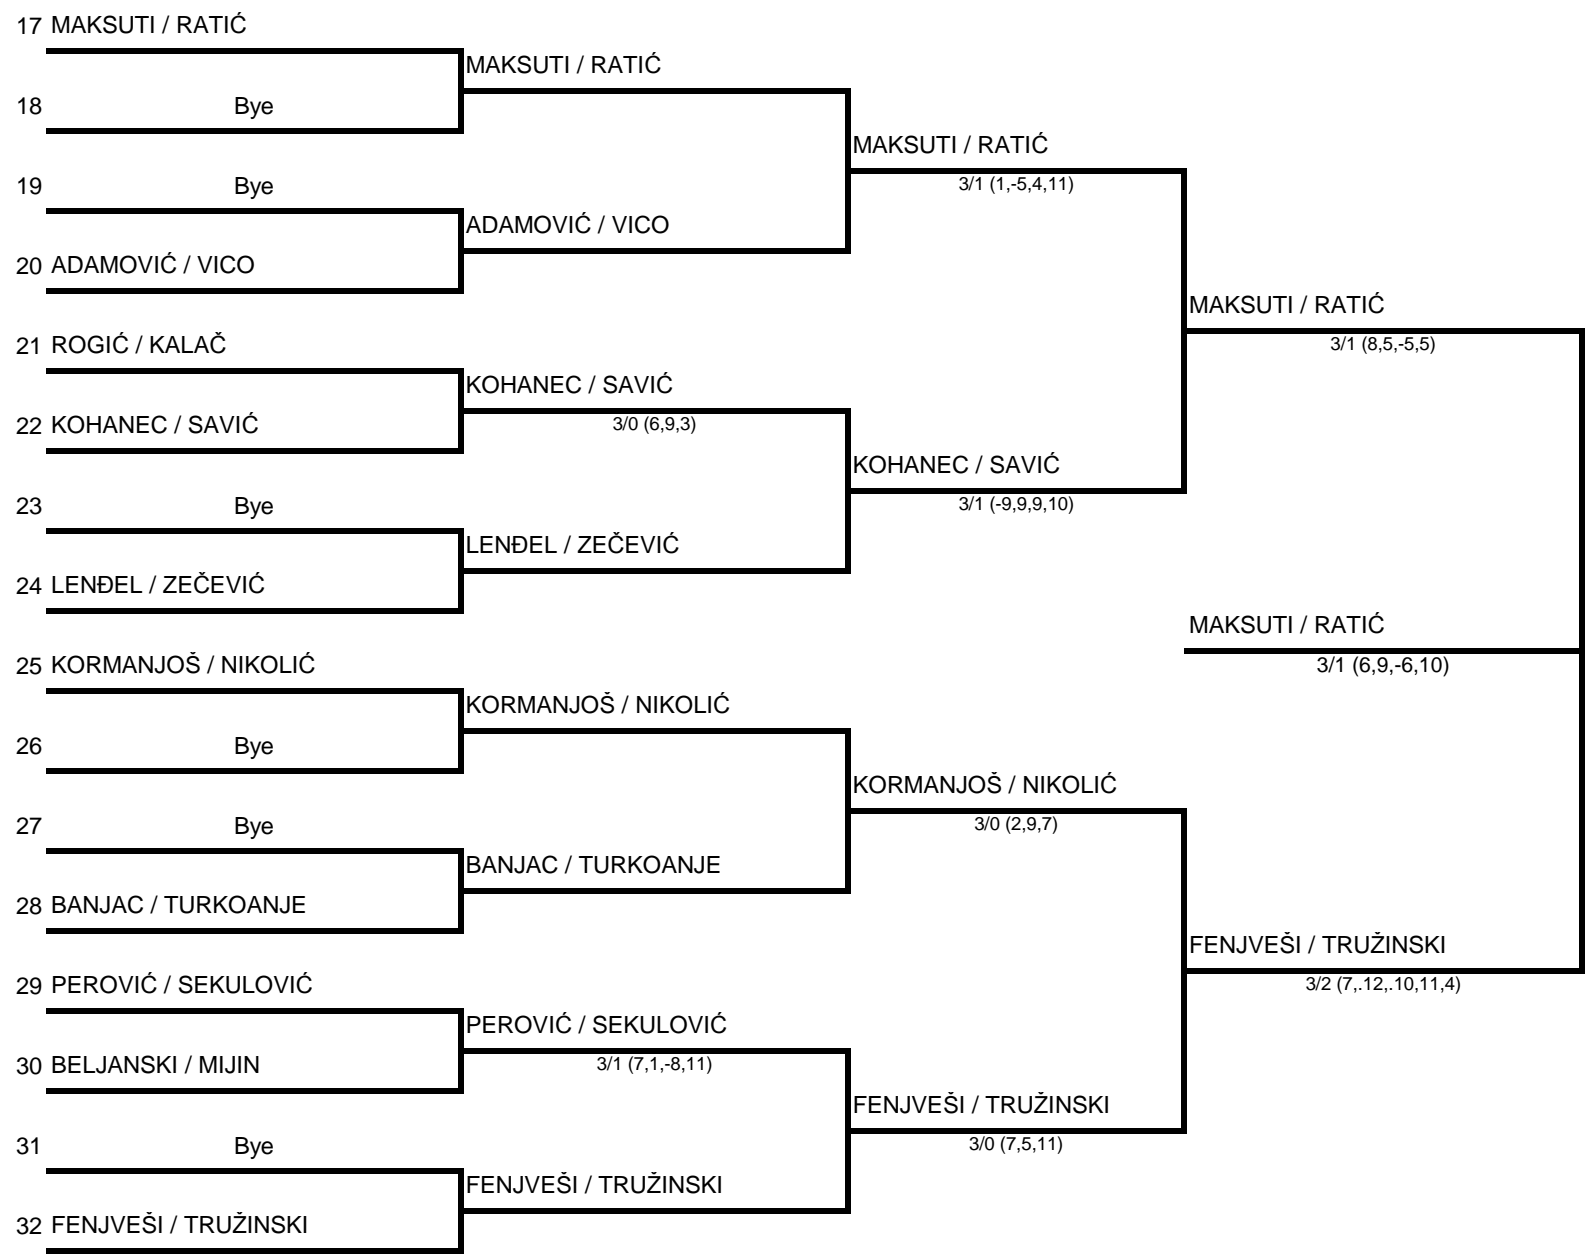 17 MAKSUTI / RATIĆ
MAKSUTI / RATIĆ
18 Bye
MAKSUTI / RATIĆ
3/1 (1,-5,4,11)
19 Bye
ADAMOVIĆ / VICO
20 ADAMOVIĆ / VICO
MAKSUTI / RATIĆ
3/1 (8,5,-5,5)
21 ROGIĆ / KALAČ
KOHANEC / SAVIĆ
3/0 (6,9,3)
22 KOHANEC / SAVIĆ
KOHANEC / SAVIĆ
3/1 (-9,9,9,10)
23 Bye
LENĐEL / ZEČEVIĆ
24 LENĐEL / ZEČEVIĆ
MAKSUTI / RATIĆ
3/1 (6,9,-6,10)
25 KORMANJOŠ / NIKOLIĆ
KORMANJOŠ / NIKOLIĆ
26 Bye
KORMANJOŠ / NIKOLIĆ
3/0 (2,9,7)
27 Bye
BANJAC / TURKOANJE
28 BANJAC / TURKOANJE
FENJVEŠI / TRUŽINSKI
3/2 (7,.12,.10,11,4)
29 PEROVIĆ / SEKULOVIĆ
PEROVIĆ / SEKULOVIĆ
3/1 (7,1,-8,11)
30 BELJANSKI / MIJIN
FENJVEŠI / TRUŽINSKI
3/0 (7,5,11)
31 Bye
FENJVEŠI / TRUŽINSKI
32 FENJVEŠI / TRUŽINSKI